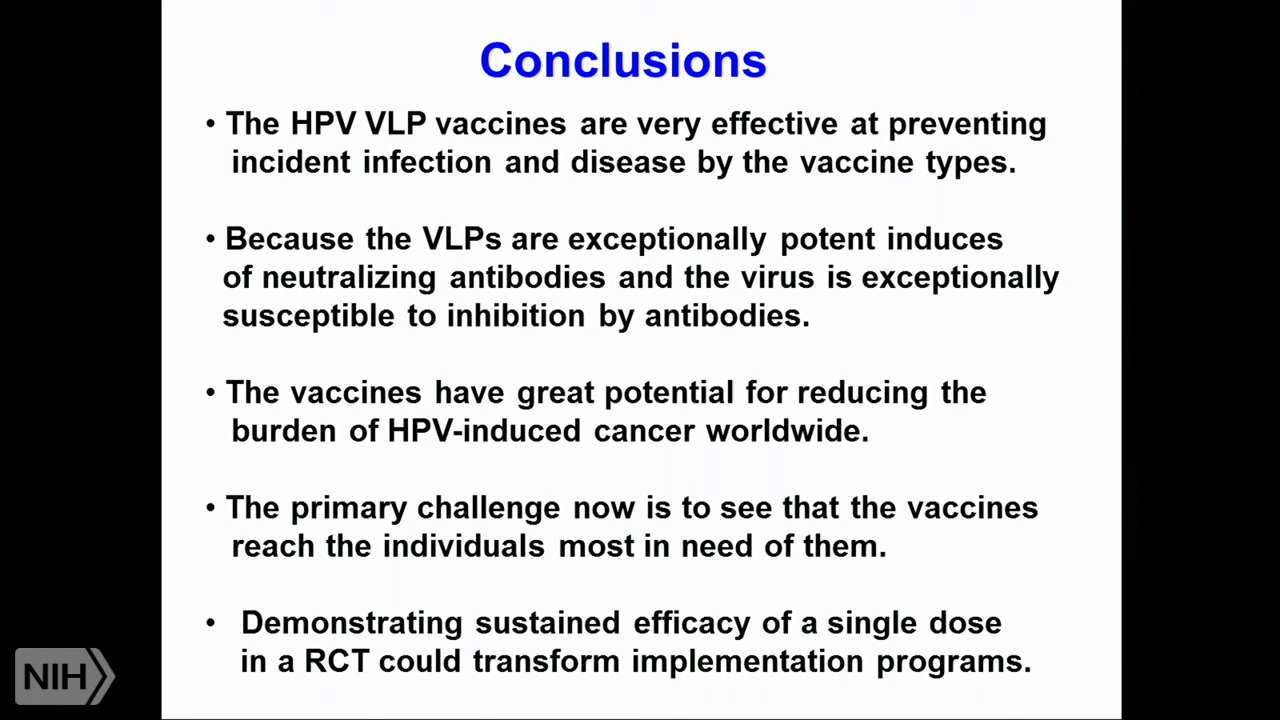 Conclusions
• The HPV VLP vaccines are very effective at preventing
incident infection and disease by the vaccine types.
• Because the VLPs are exceptionally potent induces
of neutralizing antibodies and the virus is exceptionally
susceptible to inhibition by antibodies.
• The vaccines have great potential for reducing the
burden of HPV-induced cancer worldwide.
• The primary challenge now is to see that the vaccines
reach the individuals most in need of them.
• Demonstrating sustained efficacy of a single dose
in a RCT could transform implementation programs.
NIH